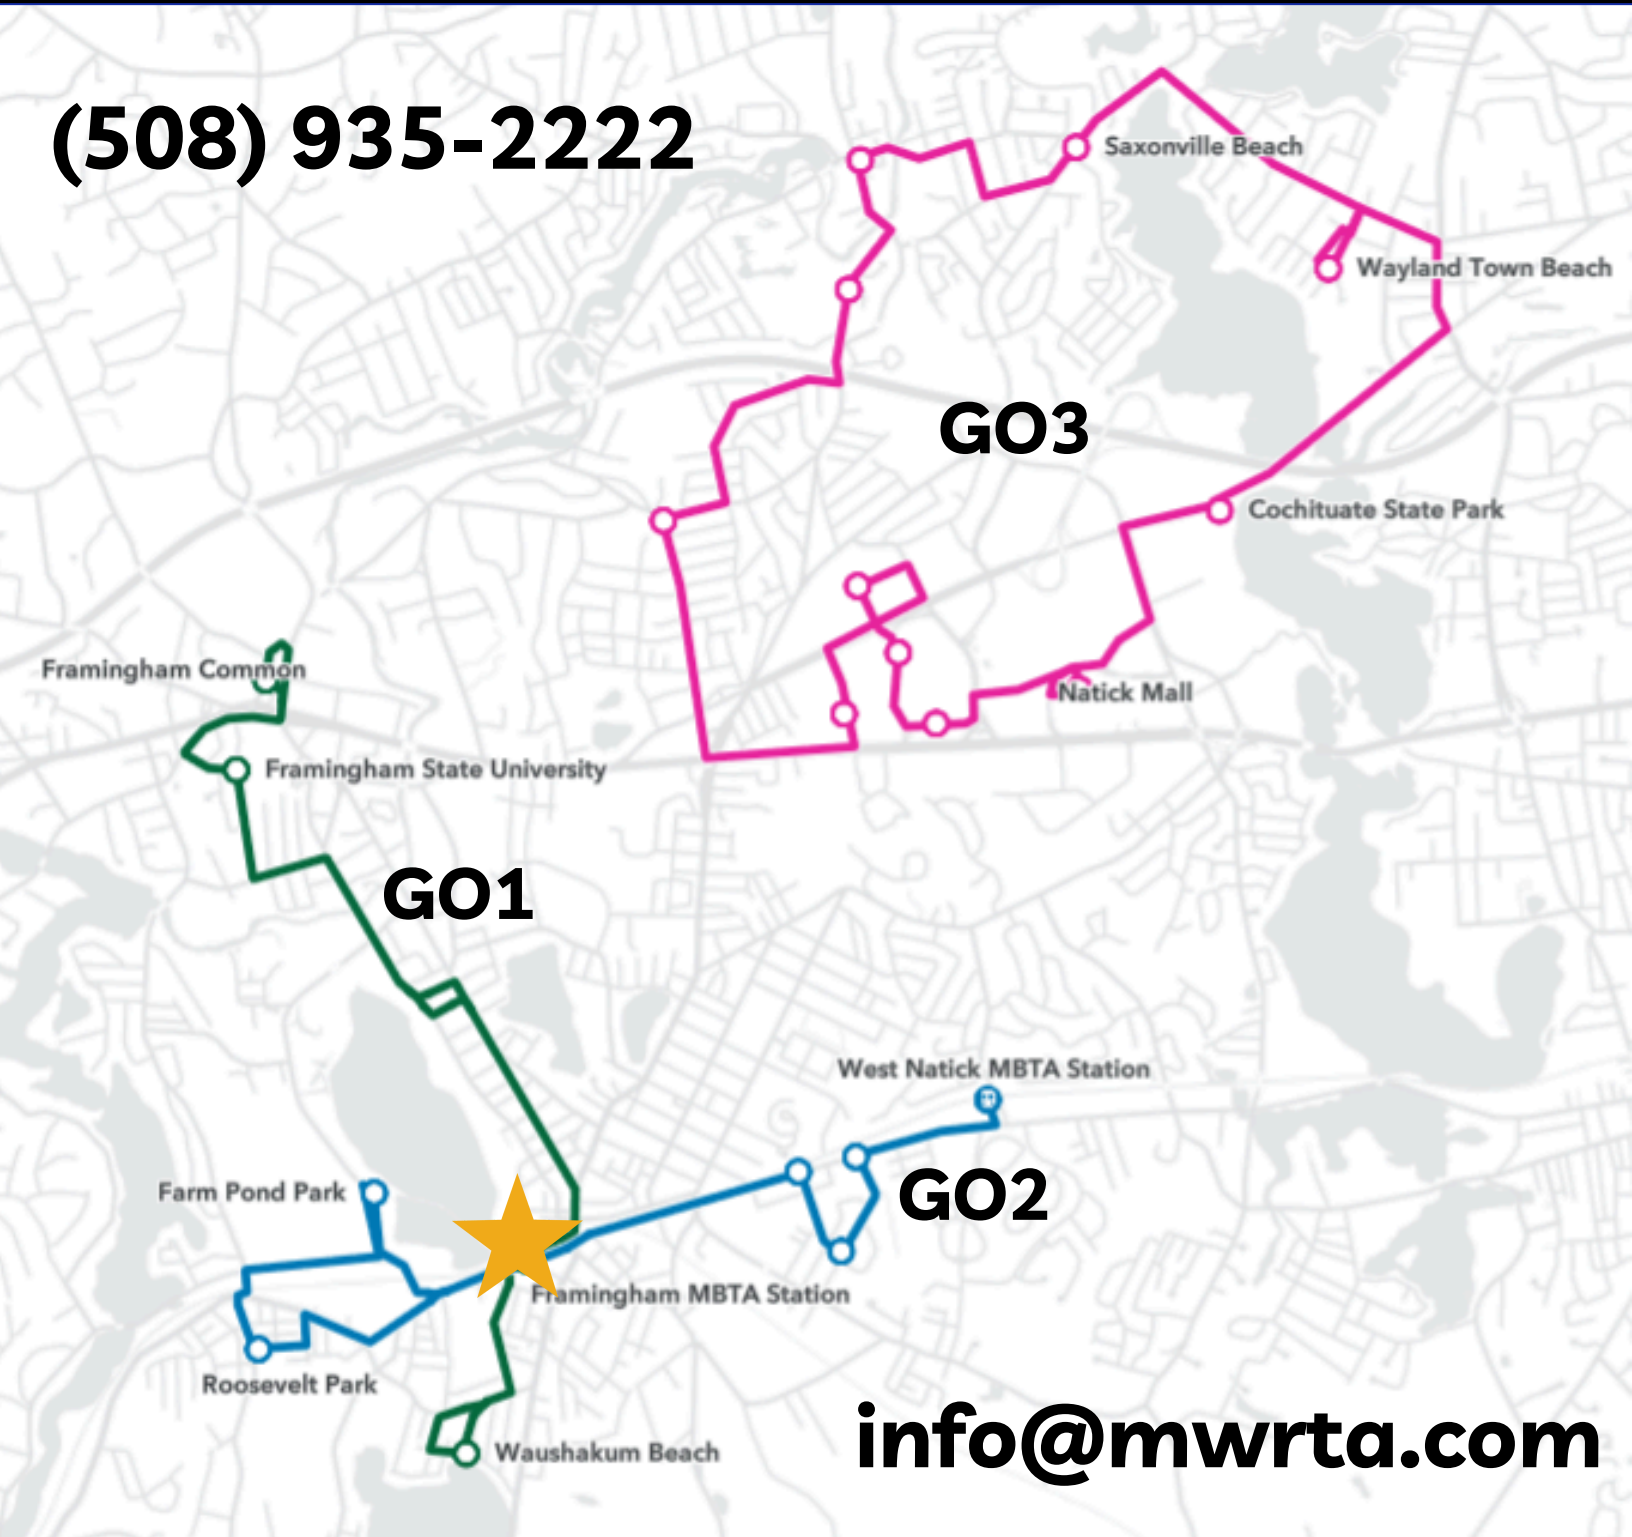 (508) 935-2222
Saxonville Beach
Wayland Town Beach
GO3
Cochituate State Park
Framingham Common
Natick Mall
Framingham State University
GO1
West Natick MBTA Station
Farm Pond Park
GO2
Framingham MBTA Station
Roosevelt Park
Waushakum Beach
info@mwrta.com